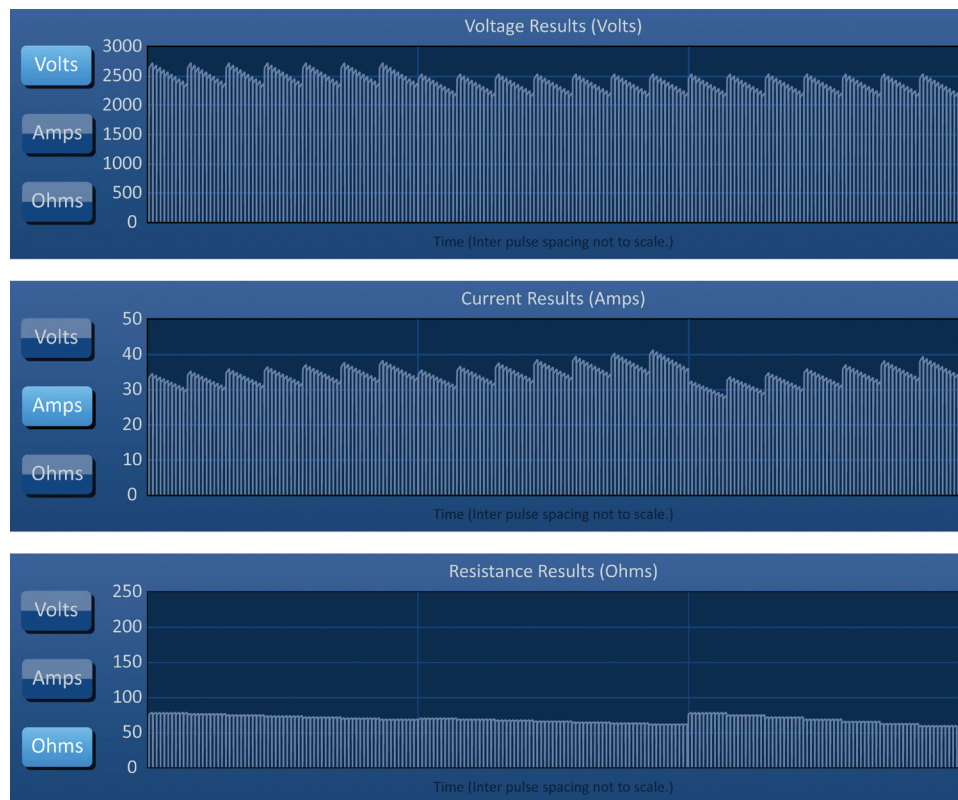 Voltage Results (Volts)
Volts
Amps
Ohms
3000
2500
2000
1500
1000
500
0
Time (Inter pulse spacing not to scale.)
Current Results (Amps)
Volts
Amps
Ohms
50
40
30
20
10
0
Time (Inter pulse spacing not to scale.)
Resistance Results (Ohms)
Volts
Amps
Ohms
250
200
150
100
50
0
Time (Inter pulse spacing not to scale.)